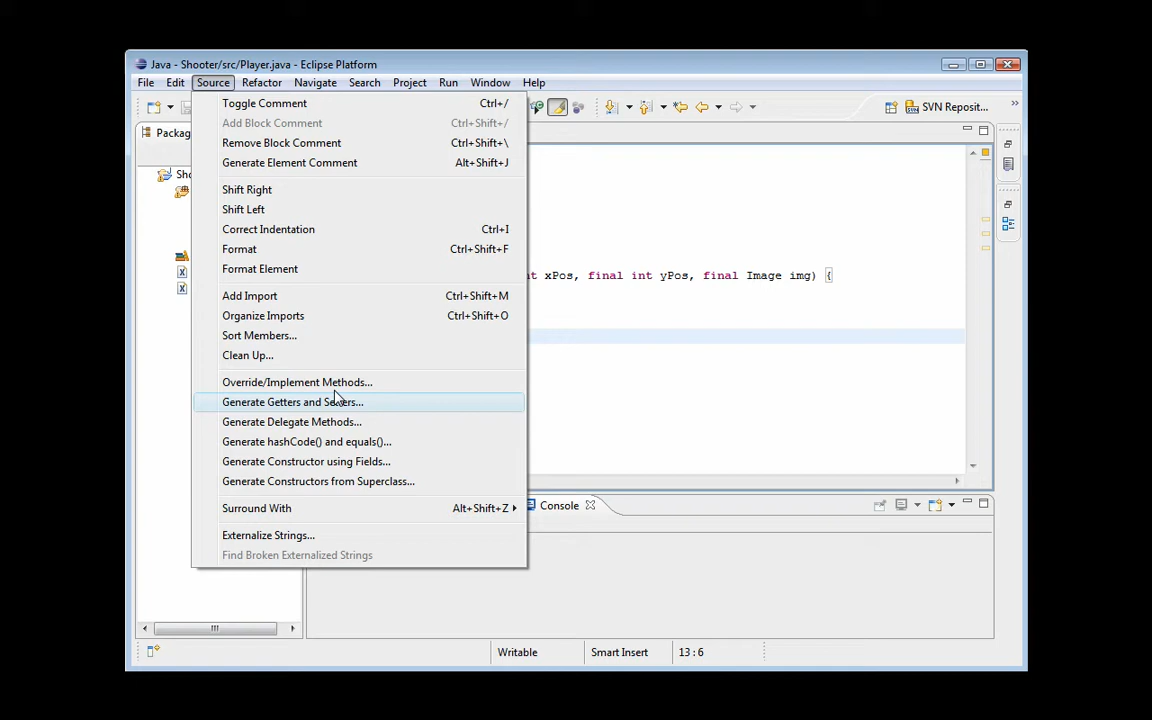 Java - Shooter/src/Player.java - Eclipse Platform
File Edit Source Refactor Navigate Search Project Run Window Help
Toggle Comment Ctrl+/
SVN Reposit...
Add Block Comment Ctrl+Shift+/
Packag
Remove Block Comment Ctrl+Shift+\
Generate Element Comment Alt+Shift+J
Sho
Shift Right
Shift Left
Correct Indentation Ctrl+I
Format Ctrl+Shift+F
Format Element
nt xPos, final int yPos, final Image img) {
Add Import Ctrl+Shift+M
Organize Imports Ctrl+Shift+O
Sort Members...
Clean Up...
Override/Implement Methods...
Generate Getters and Setters...
Generate Delegate Methods...
Generate hashCode() and equals()...
Generate Constructor using Fields...
Generate Constructors from Superclass...
Surround With Alt+Shift+Z
Console
Externalize Strings...
Find Broken Externalized Strings
Writable Smart Insert 13 : 6